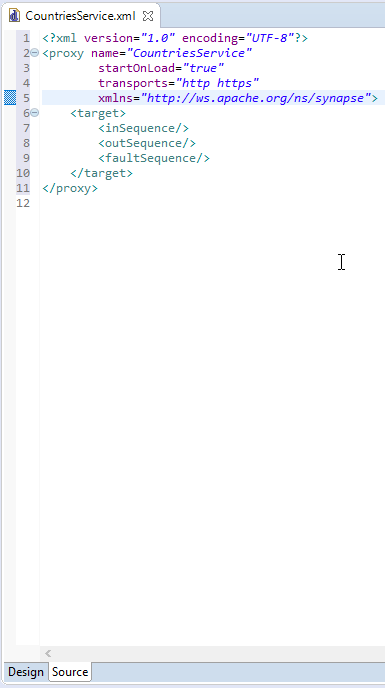 CountriesService.xml
1 <?xml version="1.0" encoding="UTF-8"?>
2 <proxy name="CountriesService"
3         startOnLoad="true"
4         transports="http https"
5         xmlns="http://ws.apache.org/ns/synapse">
6     <target>
7         <inSequence/>
8         <outSequence/>
9         <faultSequence/>
10     </target>
11 </proxy>
12
Design Source